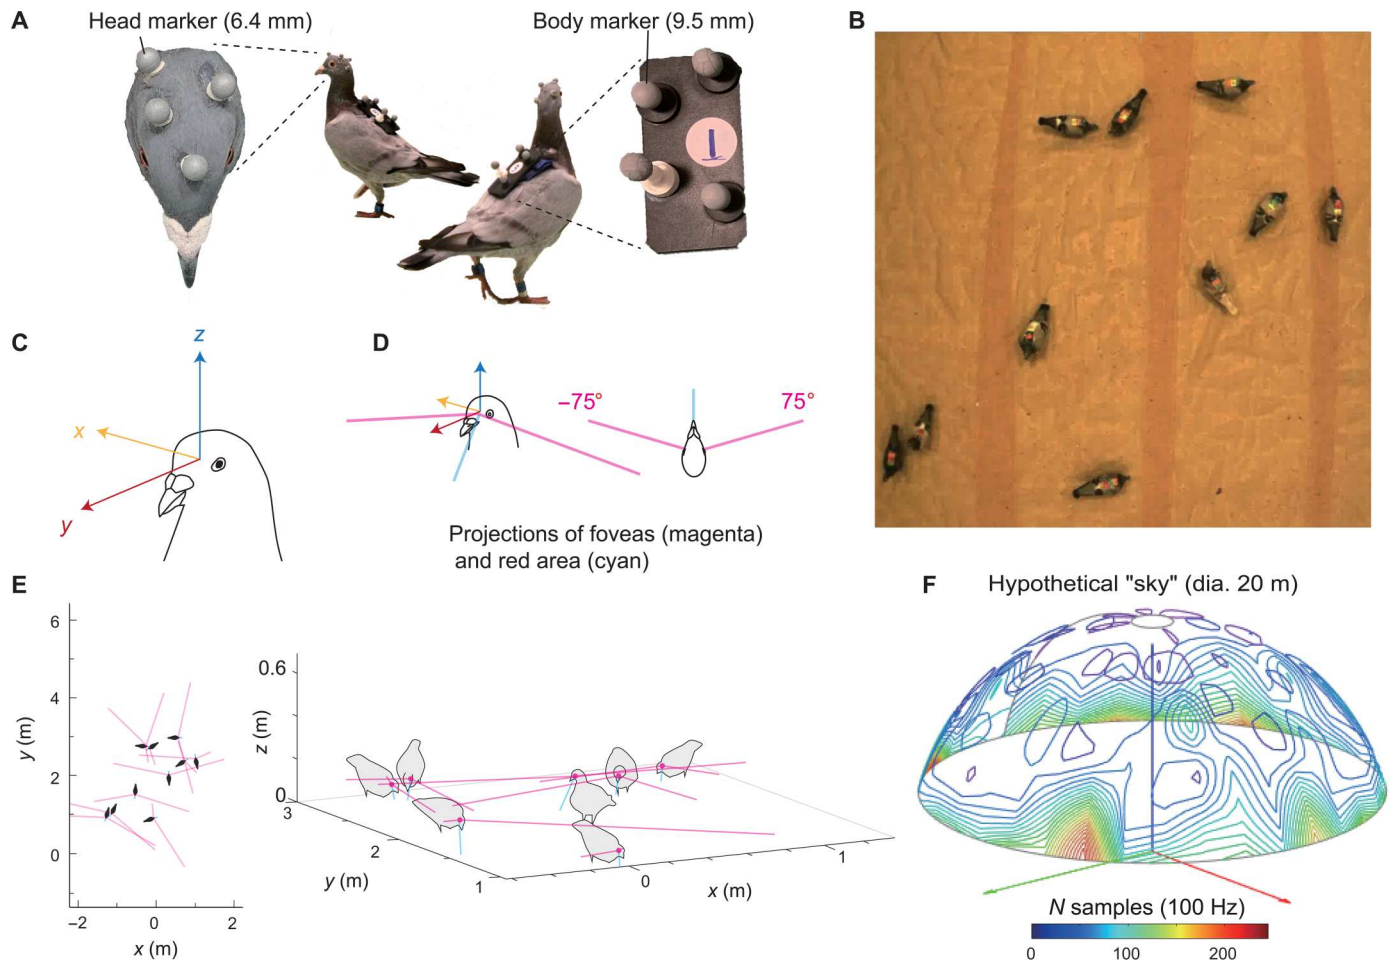 A
Head marker (6.4 mm)
Body marker (9.5 mm)
1
B
C
z
x
y
D
–75°
75°
Projections of foveas (magenta)
and red area (cyan)
E
6
4
2
0
y (m)
–2
0
2
x (m)
0.6
z (m)
0
3
2
y (m)
1
0
x (m)
1
F
Hypothetical "sky" (dia. 20 m)
N samples (100 Hz)
0
100
200